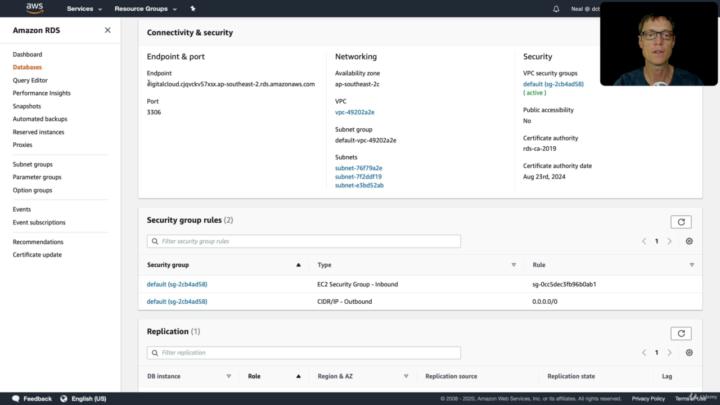 aws
Services
Resource Groups
Neal @ dct
Amazon RDS
Dashboard
Databases
Query Editor
Performance Insights
Snapshots
Automated backups
Reserved instances
Proxies
Subnet groups
Parameter groups
Option groups
Events
Event subscriptions
Recommendations
Certificate update
Connectivity & security
Endpoint & port
Endpoint
digitalcloud.cjqvckv57xsx.ap-southeast-2.rds.amazonaws.com
Port
3306
Networking
Availability zone
ap-southeast-2c
VPC
vpc-49202a2e
Subnet group
default-vpc-49202a2e
Subnets
subnet-76f79a2e
subnet-7f2ddf19
subnet-e3bd52ab
Security
VPC security groups
default (sg-2cb4ad58)
( active )
Public accessibility
No
Certificate authority
rds-ca-2019
Certificate authority date
Aug 23rd, 2024
Security group rules (2)
Filter security group rules
1
Security group
Type
Rule
default (sg-2cb4ad58)
EC2 Security Group - Inbound
sg-0cc5dec3fb96b0ab1
default (sg-2cb4ad58)
CIDR/IP - Outbound
0.0.0.0/0
Replication (1)
Filter replication
1
DB instance
Role
Region & AZ
Replication source
Replication state
Lag
Feedback
English (US)
© 2008 - 2020, Amazon Web Services, Inc. or its affiliates. All rights reserved.
Privacy Policy
Terms of Use
Udemy